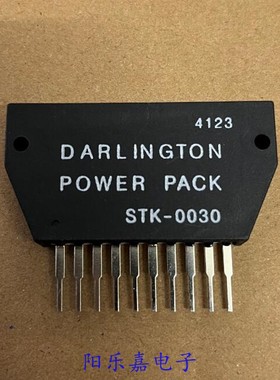 4123
DARLINGTON
POWER PACK
STK-0030
阳乐嘉电子